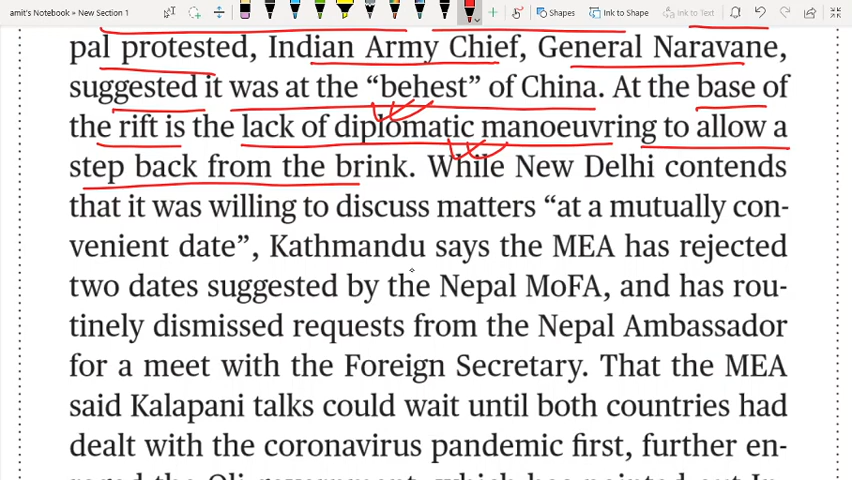 amit's Notebook » New Section 1
Shapes
Ink to Shape
Ink to Text
pal protested, Indian Army Chief, General Naravane,
suggested it was at the “behest” of China. At the base of
the rift is the lack of diplomatic manoeuvring to allow a
step back from the brink. While New Delhi contends
that it was willing to discuss matters “at a mutually con-
venient date”, Kathmandu says the MEA has rejected
two dates suggested by the Nepal MoFA, and has rou-
tinely dismissed requests from the Nepal Ambassador
for a meet with the Foreign Secretary. That the MEA
said Kalapani talks could wait until both countries had
dealt with the coronavirus pandemic first, further en-